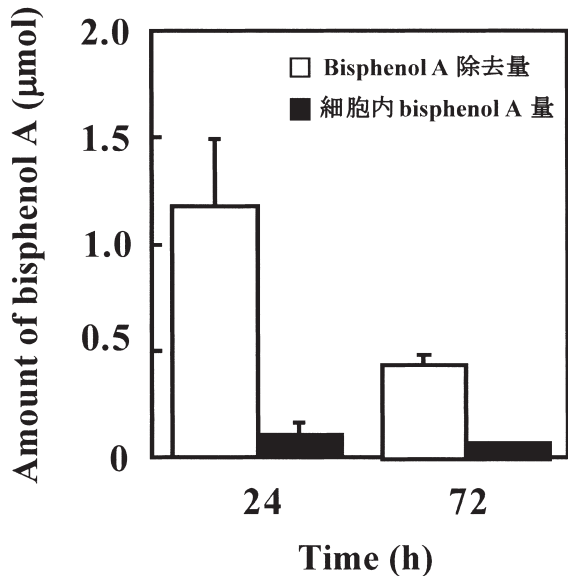 Amount of bisphenol A (μmol)
2.0
1.5
1.0
0.5
0
Bisphenol A 除去量
細胞内 bisphenol A 量
24
72
Time (h)